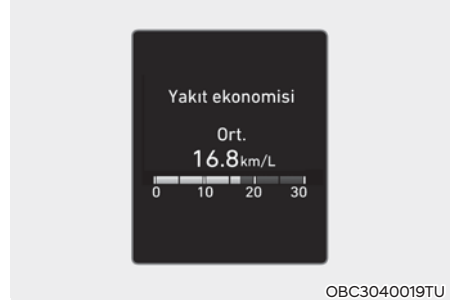 Yakıt ekonomisi
Ort.
16.8km/L
0 10 20 30
OBC3040019TU